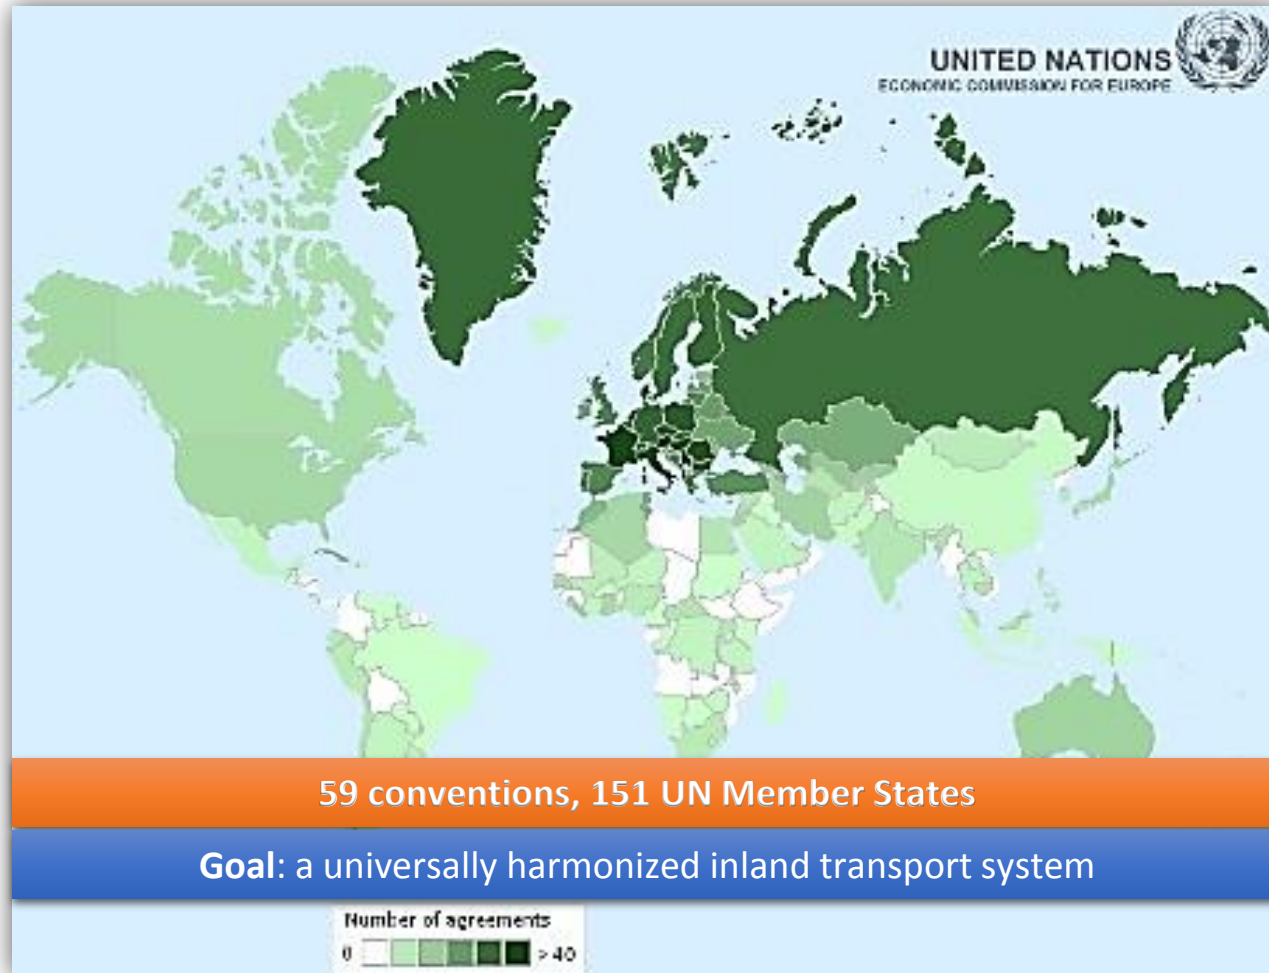 UNITED NATIONS
ECONOMIC COMMISSION FOR EUROPE
59 conventions, 151 UN Member States
Goal: a universally harmonized inland transport system
Number of agreements
0 > 40